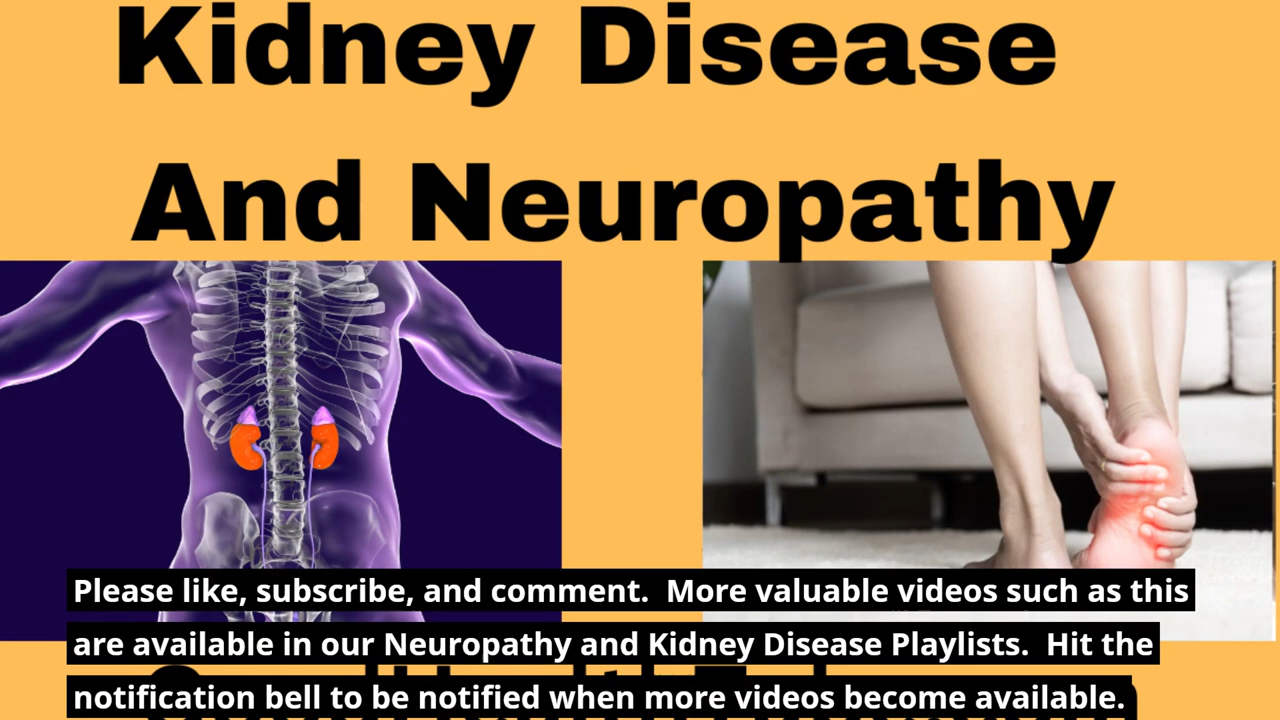 Kidney Disease
And Neuropathy
Please like, subscribe, and comment.  More valuable videos such as this
are available in our Neuropathy and Kidney Disease Playlists.  Hit the
notification bell to be notified when more videos become available.